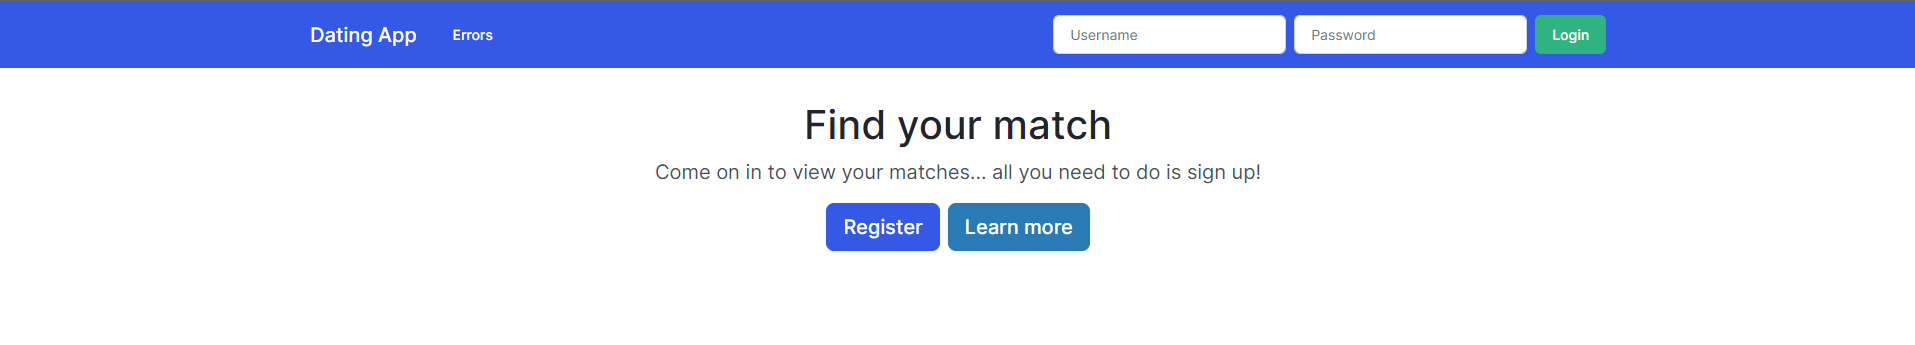 Dating App Errors Username Password Login
Find your match
Come on in to view your matches... all you need to do is sign up!
Register Learn more